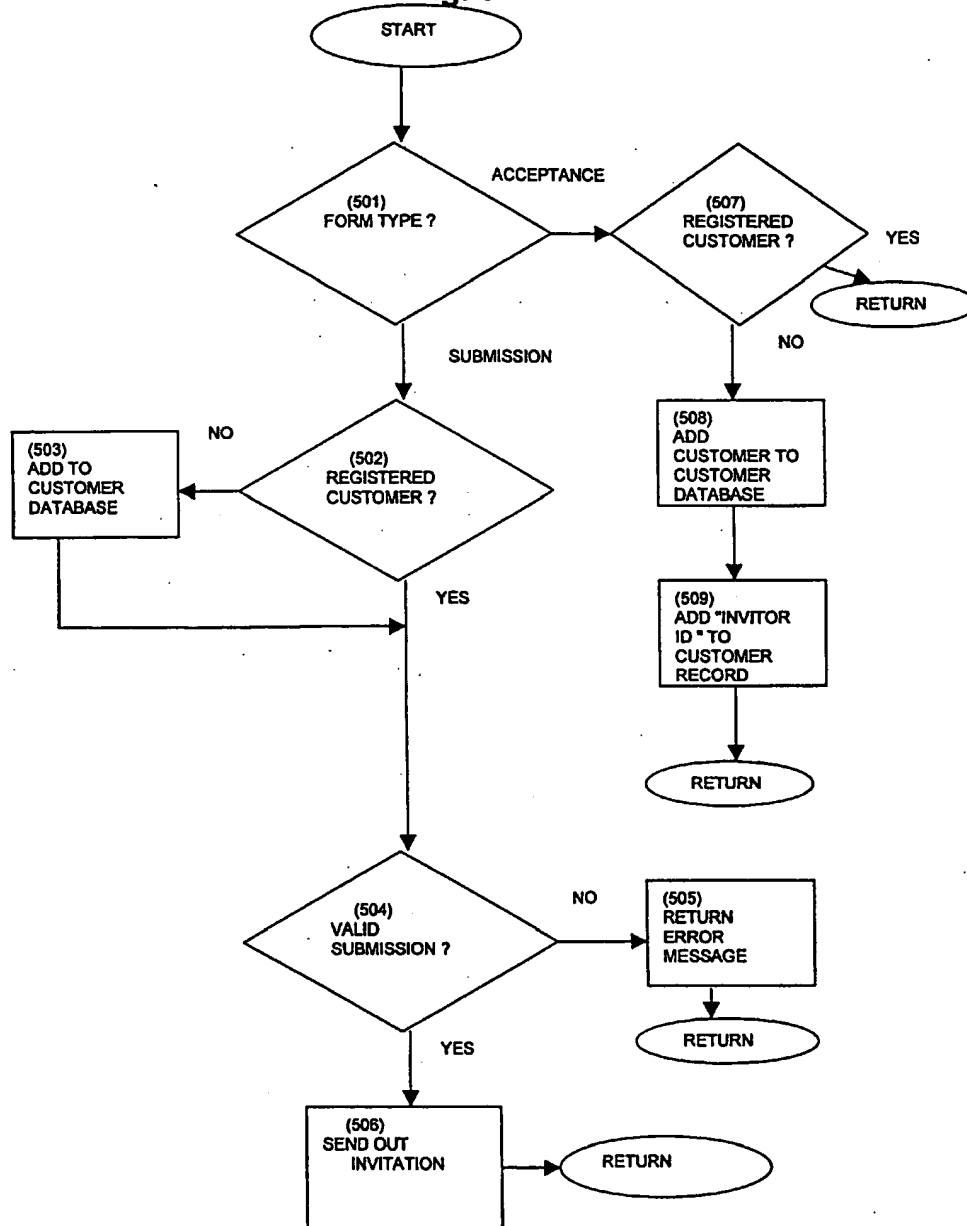 START
(501)
FORM TYPE ?
ACCEPTANCE
(507)
REGISTERED
CUSTOMER ?
YES
RETURN
NO
SUBMISSION
(508)
ADD
CUSTOMER TO
CUSTOMER
DATABASE
(502)
REGISTERED
CUSTOMER ?
NO
(503)
ADD TO
CUSTOMER
DATABASE
YES
(509)
ADD "INVITOR
ID " TO
CUSTOMER
RECORD
RETURN
(504)
VALID
SUBMISSION ?
NO
(505)
RETURN
ERROR
MESSAGE
RETURN
YES
(506)
SEND OUT
INVITATION
RETURN